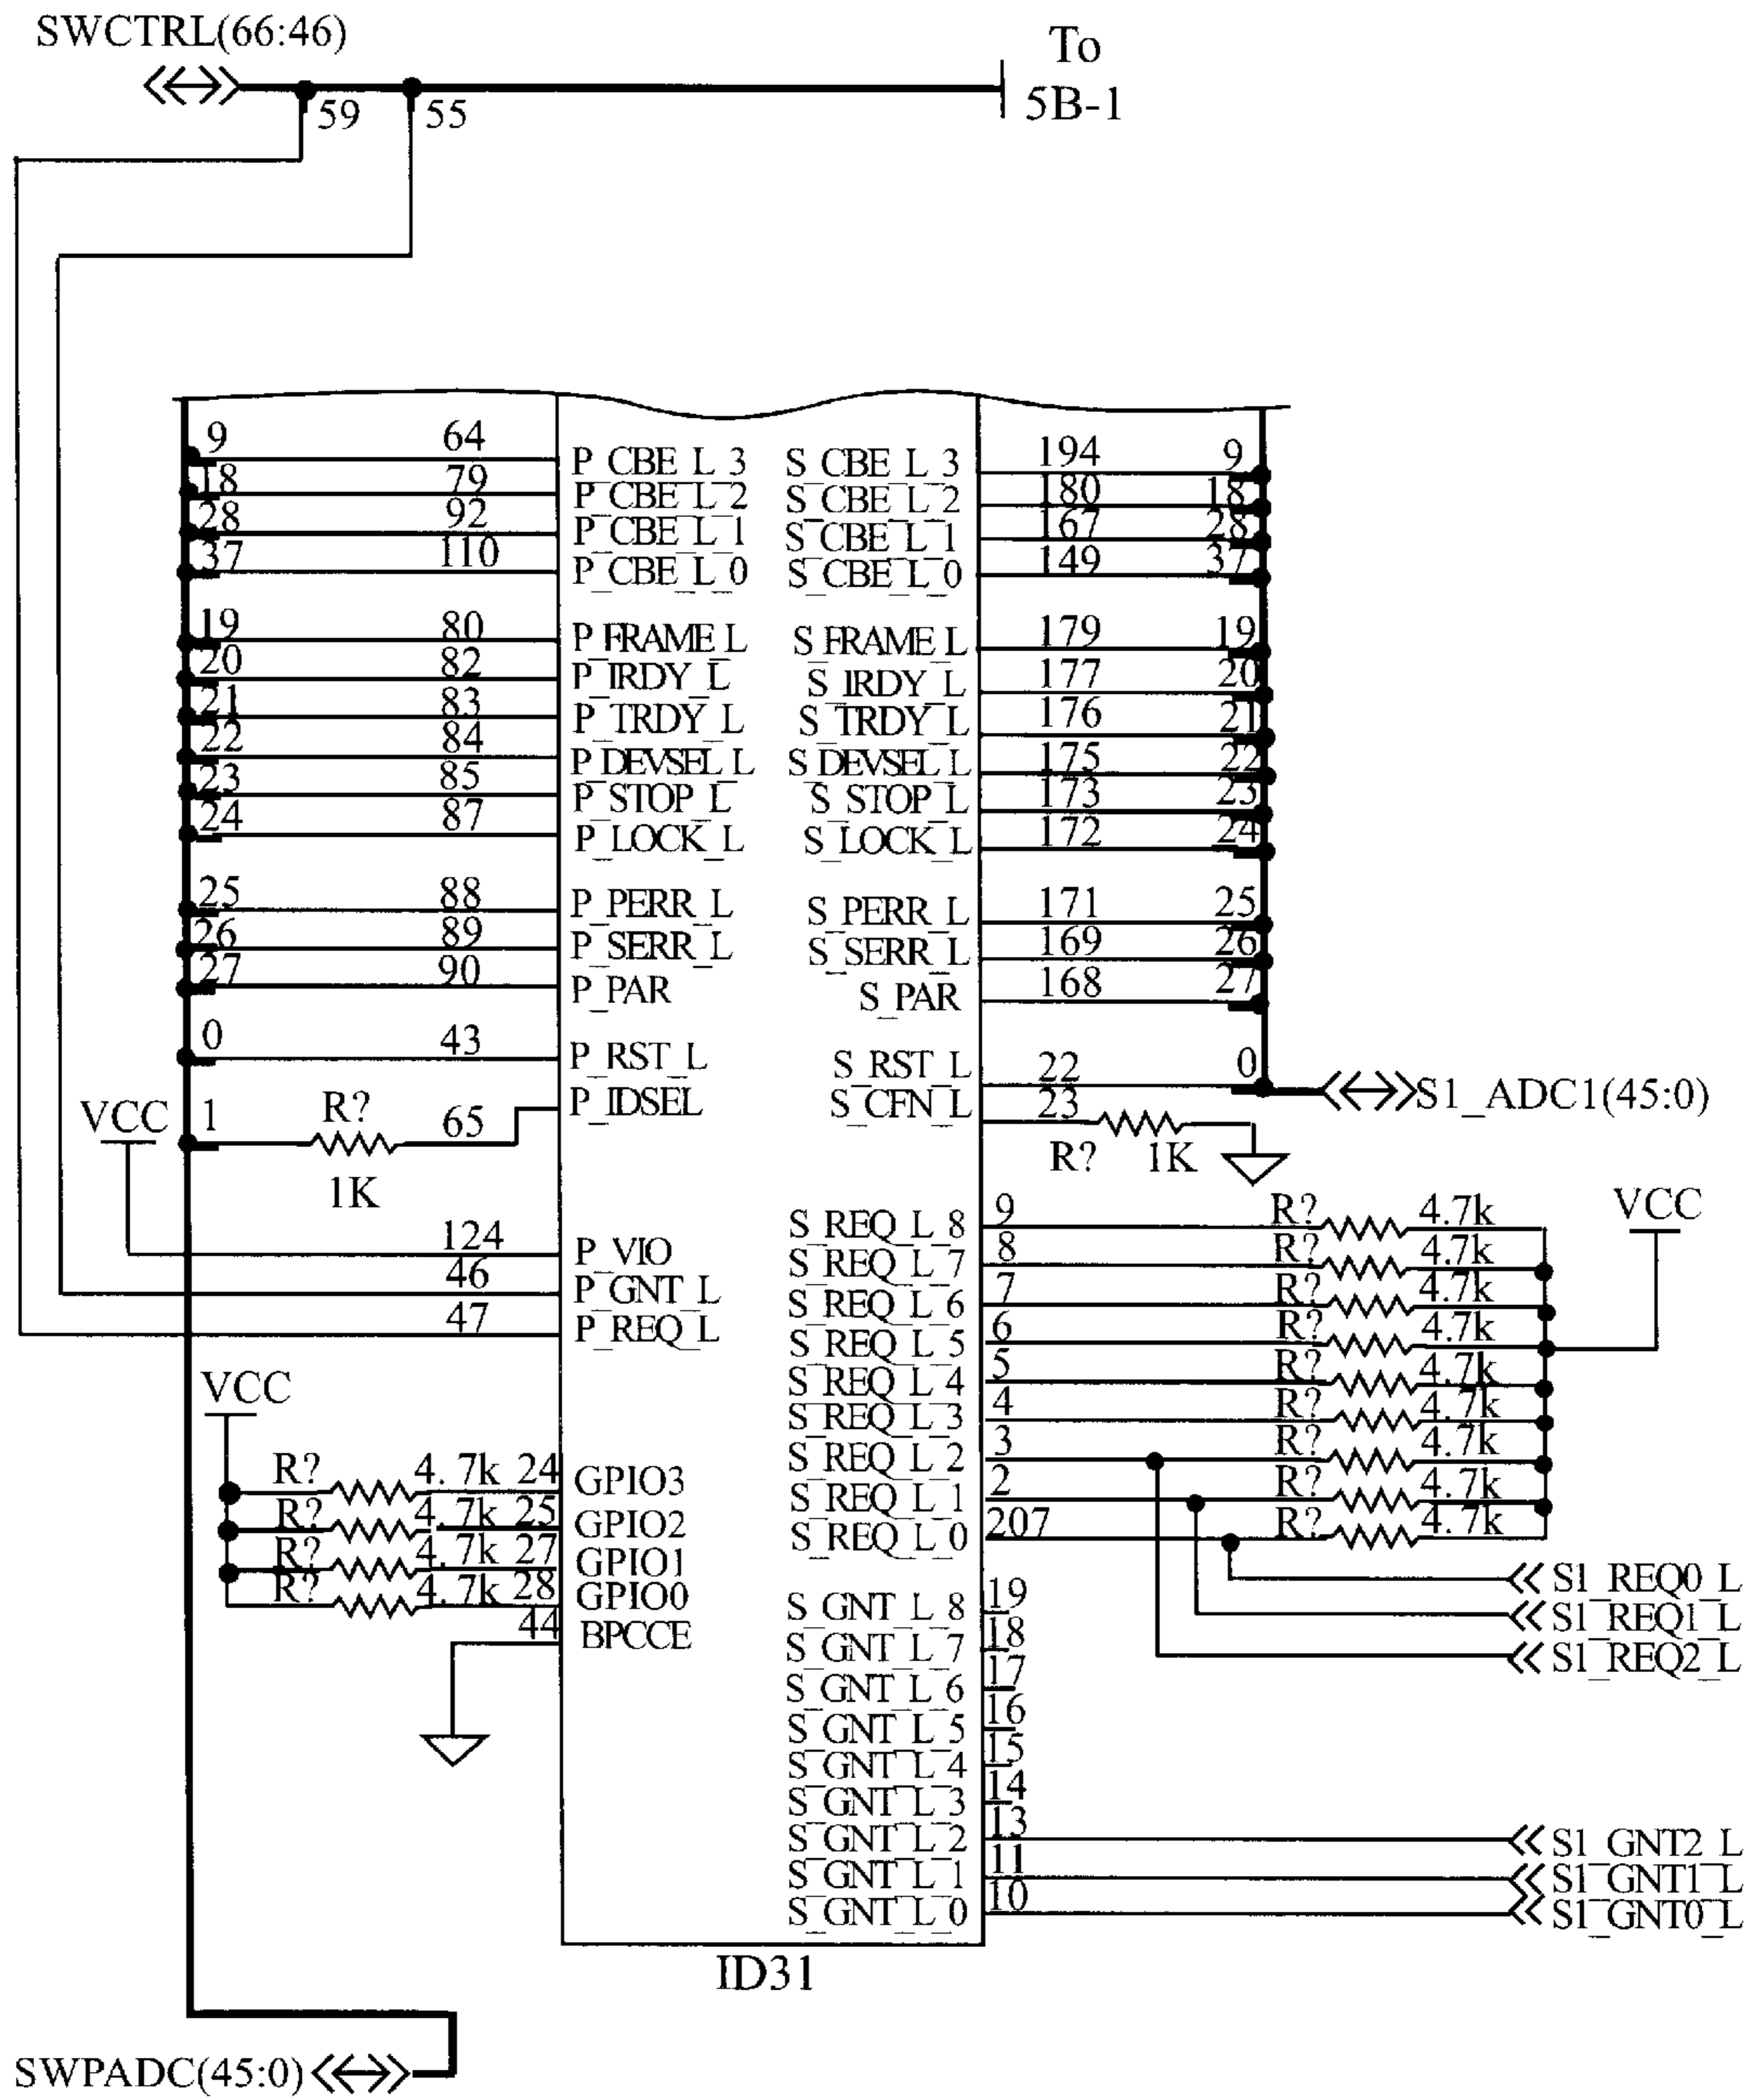 SWCTRL(66:46)
To
5B-1
59
55
9 64 P_CBE_L_3 S_CBE_L_3 194 9
18 79 P_CBE_L_2 S_CBE_L_2 180 18
28 92 P_CBE_L_1 S_CBE_L_1 167 28
37 110 P_CBE_L_0 S_CBE_L_0 149 37
19 80 P_FRAME_L S_FRAME_L 179 19
20 82 P_IRDY_L S_IRDY_L 177 20
21 83 P_TRDY_L S_TRDY_L 176 21
22 84 P_DEVSEL_L S_DEVSEL_L 175 22
23 85 P_STOP_L S_STOP_L 173 23
24 87 P_LOCK_L S_LOCK_L 172 24
25 88 P_PERR_L S_PERR_L 171 25
26 89 P_SERR_L S_SERR_L 169 26
27 90 P_PAR S_PAR 168 27
0 43 P_RST_L S_RST_L 22 0
S1_ADC1(45:0)
VCC 1 R? 65 P_IDSEL S_CFN_L 23
1K R? 1K
S_REQ_L_8 9 R? 4.7k VCC
124 P_VIO S_REQ_L_7 8 R? 4.7k
46 P_GNT_L S_REQ_L_6 7 R? 4.7k
47 P_REQ_L S_REQ_L_5 6 R? 4.7k
VCC S_REQ_L_4 5 R? 4.7k
S_REQ_L_3 4 R? 4.7k
S_REQ_L_2 3 R? 4.7k
R? 4.7k 24 GPIO3 S_REQ_L_1 2 R? 4.7k
R? 4.7k 25 GPIO2 S_REQ_L_0 207 R? 4.7k
R? 4.7k 27 GPIO1 S1_REQ0_L
R? 4.7k 28 GPIO0 S_GNT_L_8 19 S1_REQ1_L
44 BPCCE S_GNT_L_7 18 S1_REQ2_L
S_GNT_L_6 17
S_GNT_L_5 16
S_GNT_L_4 15
S_GNT_L_3 14
S_GNT_L_2 13 S1_GNT2_L
S_GNT_L_1 11 S1_GNT1_L
S_GNT_L_0 10 S1_GNT0_L
ID31
SWPADC(45:0)